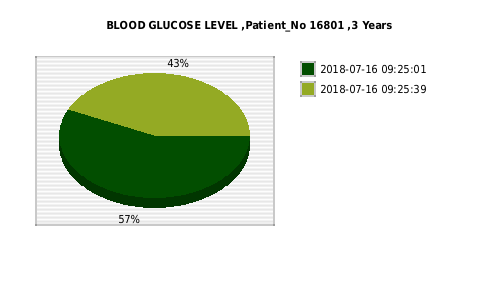 BLOOD GLUCOSE LEVEL ,Patient_No 16801 ,3 Years
43%
2018-07-16 09:25:01
2018-07-16 09:25:39
57%